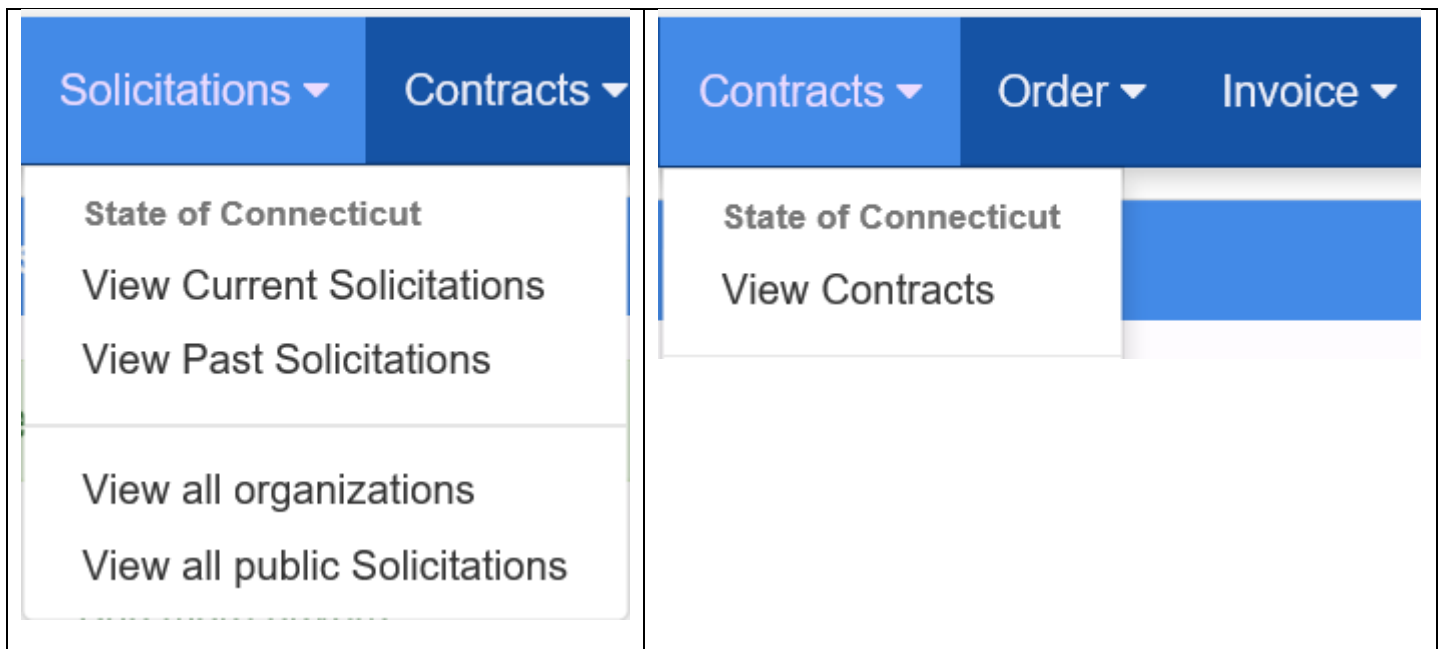 Solicitations Contracts
State of Connecticut
View Current Solicitations
View Past Solicitations
View all organizations
View all public Solicitations
Contracts Order Invoice
State of Connecticut
View Contracts